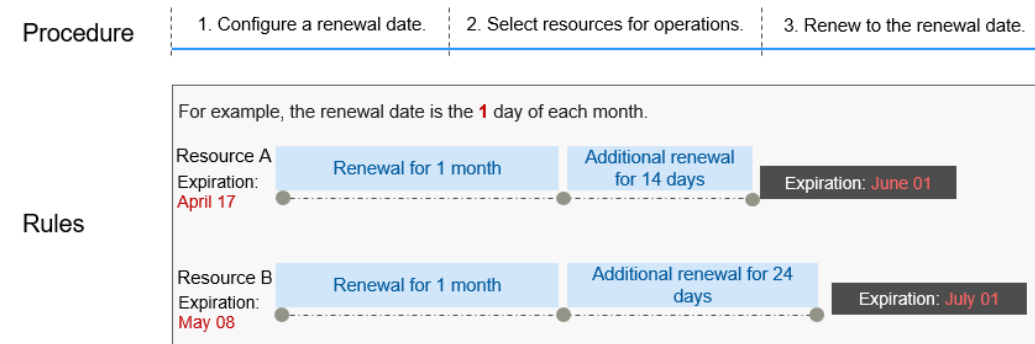 Procedure
1. Configure a renewal date.
2. Select resources for operations.
3. Renew to the renewal date.
Rules
For example, the renewal date is the 1 day of each month.
Resource A
Expiration:
April 17
Renewal for 1 month
Additional renewal
for 14 days
Expiration: June 01
Resource B
Expiration:
May 08
Renewal for 1 month
Additional renewal for 24
days
Expiration: July 01